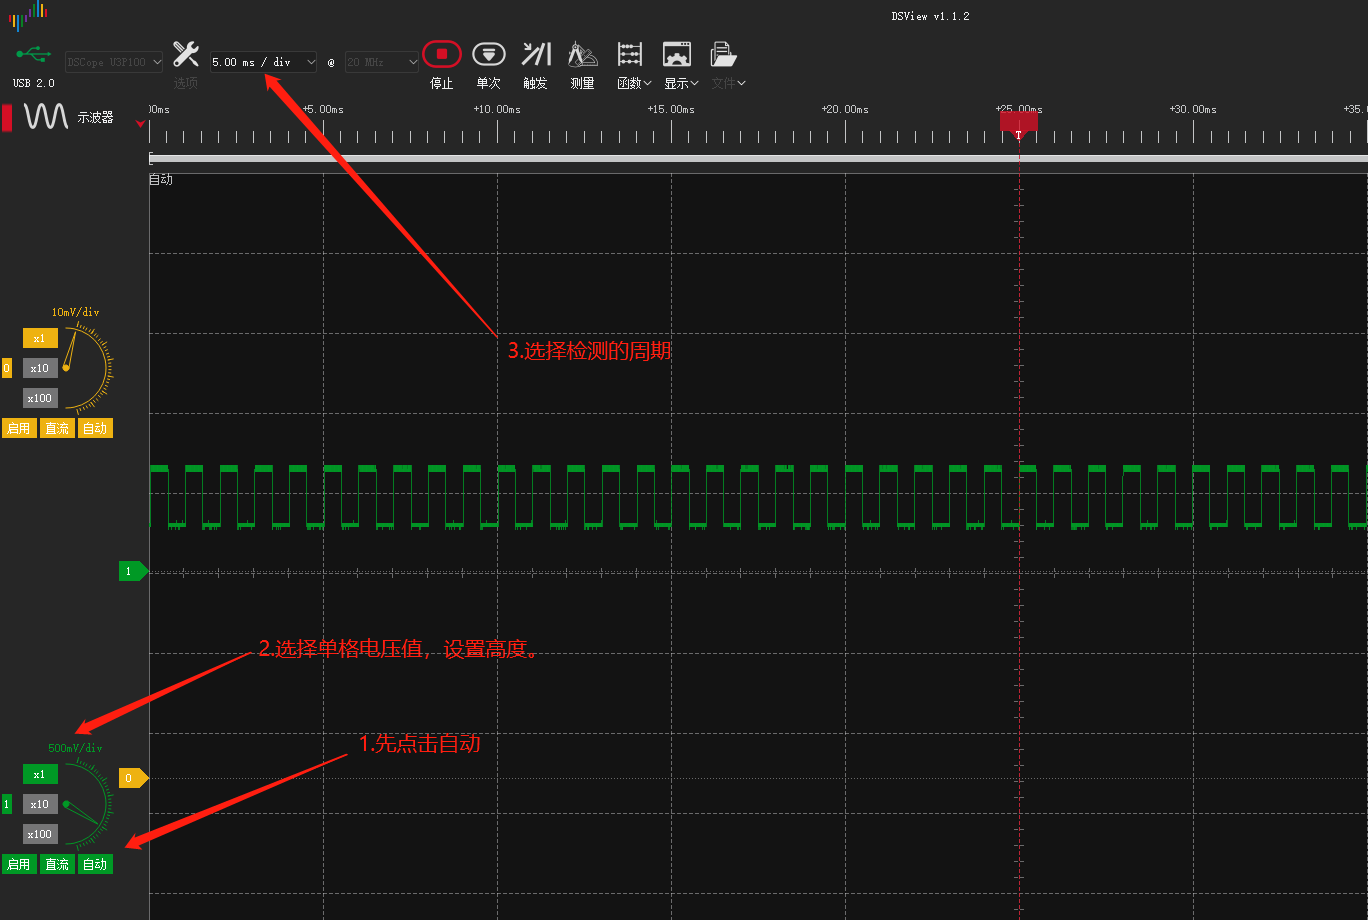 DSView v1.1.2
DSCope U3P100
5.00 ms / div
@
20 MHz
USB 2.0
选项
停止
单次
触发
测量
函数
显示
文件
示波器
00ms
+5.00ms
+10.00ms
+15.00ms
+20.00ms
+25.00ms
+30.00ms
+35.
T
自动
10mV/div
x1
0
x10
x100
启用
直流
自动
3.选择检测的周期
1
2.选择单格电压值，设置高度。
1.先点击自动
500mV/div
0
x1
1
x10
x100
启用
直流
自动